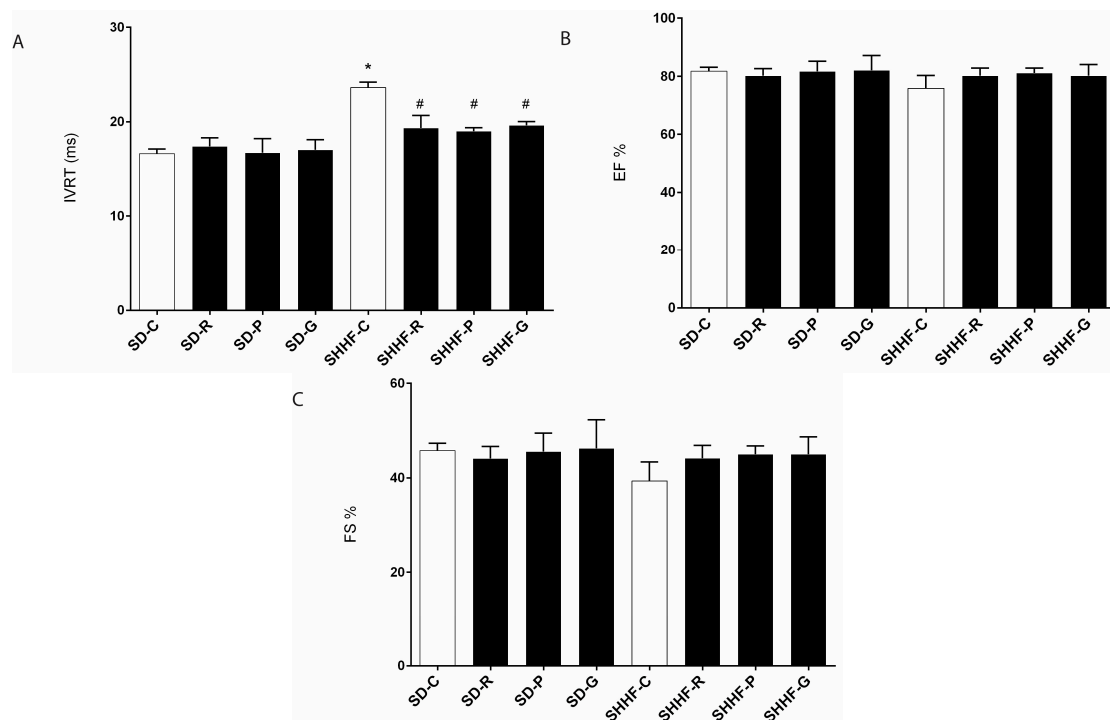 A
IVRT (ms)
30
20
10
0
*
#
#
#
SD-C
SD-R
SD-P
SD-G
SHHF-C
SHHF-R
SHHF-P
SHHF-G
B
EF %
100
80
60
40
20
0
SD-C
SD-R
SD-P
SD-G
SHHF-C
SHHF-R
SHHF-P
SHHF-G
C
FS %
60
40
20
0
SD-C
SD-R
SD-P
SD-G
SHHF-C
SHHF-R
SHHF-P
SHHF-G